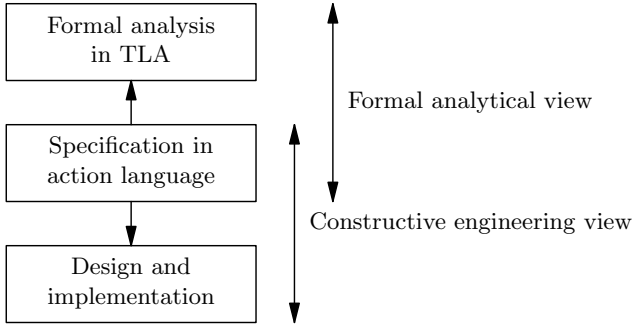 Formal analysis
in TLA
Formal analytical view
Specification in
action language
Constructive engineering view
Design and
implementation